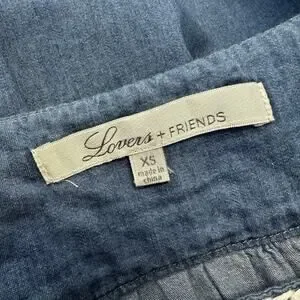 Lovers + FRIENDS
XS
made in
china